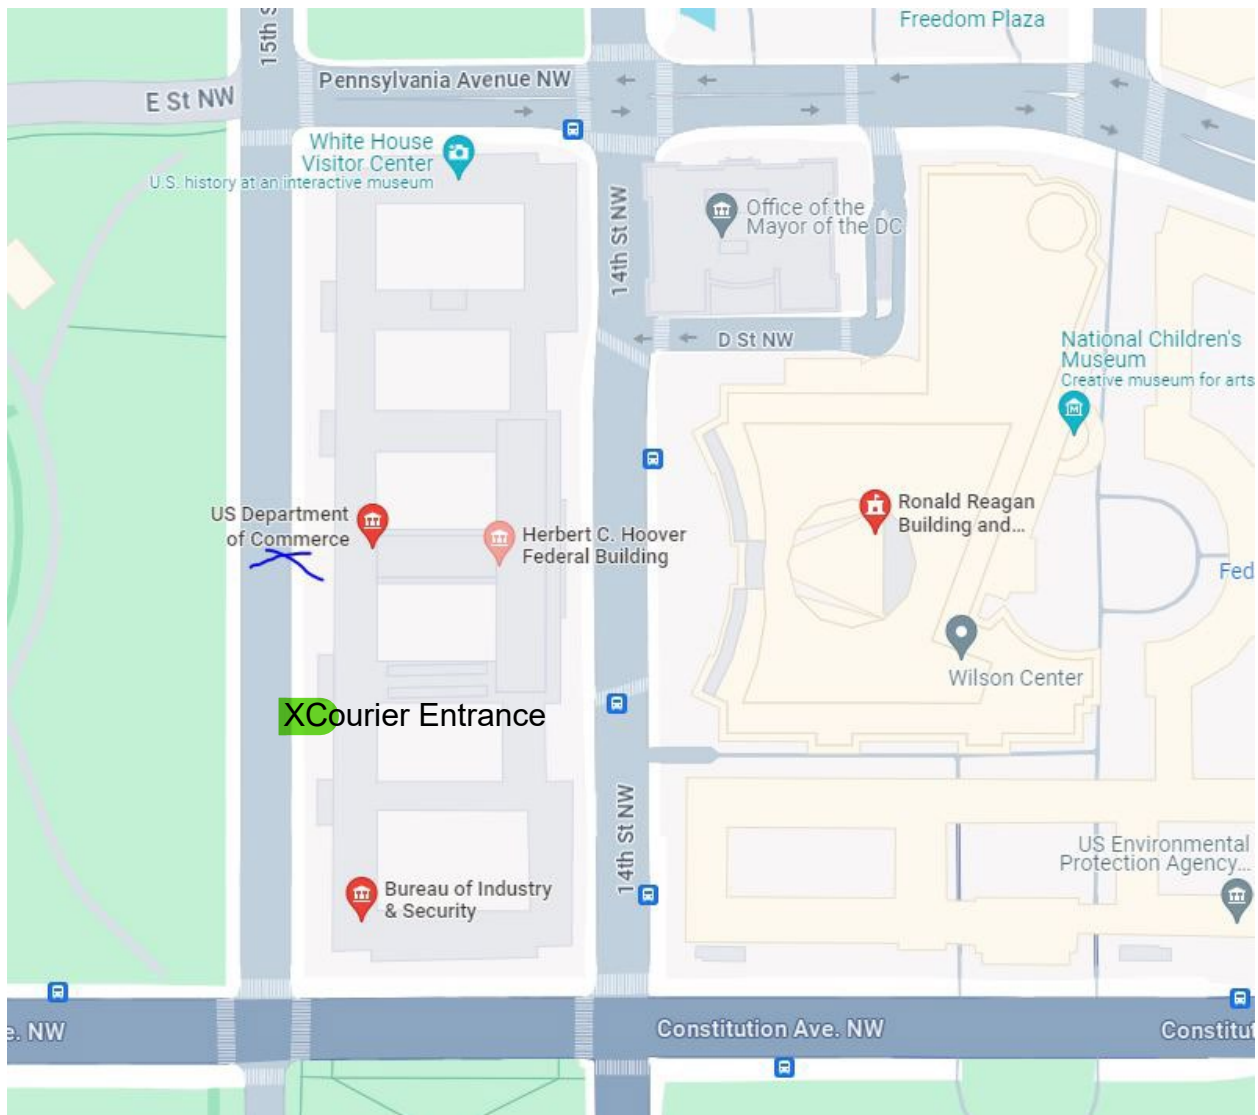 15th S
Freedom Plaza
Pennsylvania Avenue NW
E St NW
White House
Visitor Center
U.S. history at an interactive museum
14th St NW
Office of the
Mayor of the DC
D St NW
National Children's
Museum
Creative museum for arts
US Department
of Commerce
Herbert C. Hoover
Federal Building
Ronald Reagan
Building and...
Fed
Wilson Center
XCourier Entrance
14th St NW
US Environmental
Protection Agency...
Bureau of Industry
& Security
e. NW
Constitution Ave. NW
Constitut